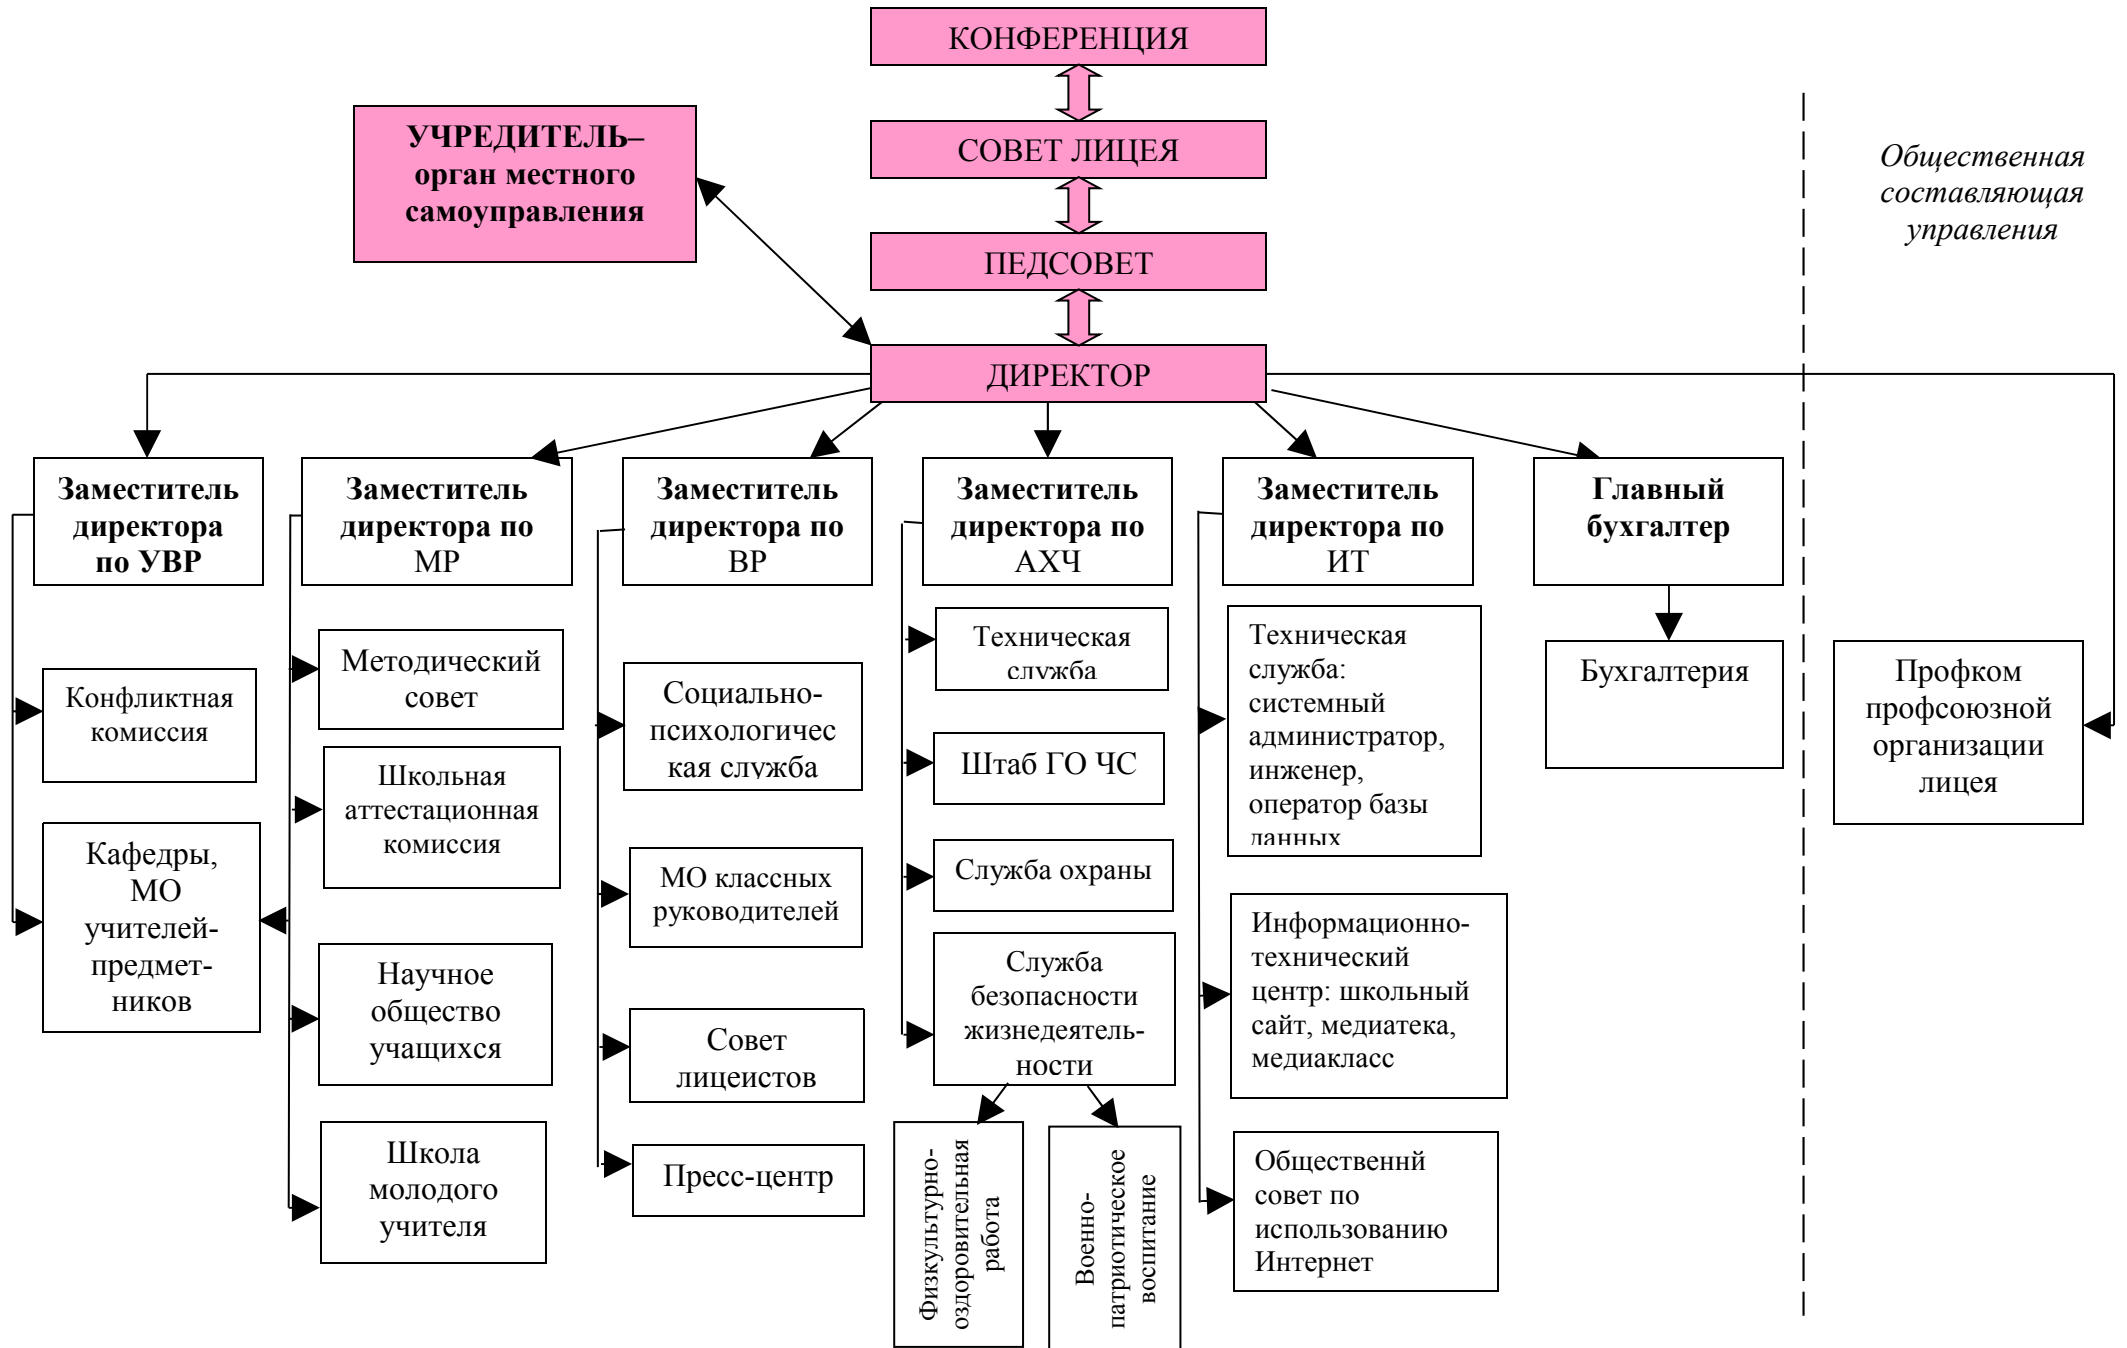 КОНФЕРЕНЦИЯ
УЧРЕДИТЕЛЬ–
орган местного
самоуправления
СОВЕТ ЛИЦЕЯ
Общественная
составляющая
управления
ПЕДСОВЕТ
ДИРЕКТОР
Заместитель
директора
по УВР
Заместитель
директора по
МР
Заместитель
директора по
ВР
Заместитель
директора по
АХЧ
Заместитель
директора по
ИТ
Главный
бухгалтер
Конфликтная
комиссия
Кафедры,
МО
учителей-
предмет-
ников
Методический
совет
Школьная
аттестационная
комиссия
Научное
общество
учащихся
Школа
молодого
учителя
Социально-
психологичес
кая служба
МО классных
руководителей
Совет
лицеистов
Пресс-центр
Техническая
служба
Штаб ГО ЧС
Служба охраны
Служба
безопасности
жизнедеятель-
ности
Физкультурно-
оздоровительная
работа
Военно-
патриотическое
воспитание
Техническая
служба:
системный
администратор,
инженер,
оператор базы
данных
Информационно-
технический
центр: школьный
сайт, медиатека,
медиакласс
Общественнй
совет по
использованию
Интернет
Бухгалтерия
Профком
профсоюзной
организации
лицея